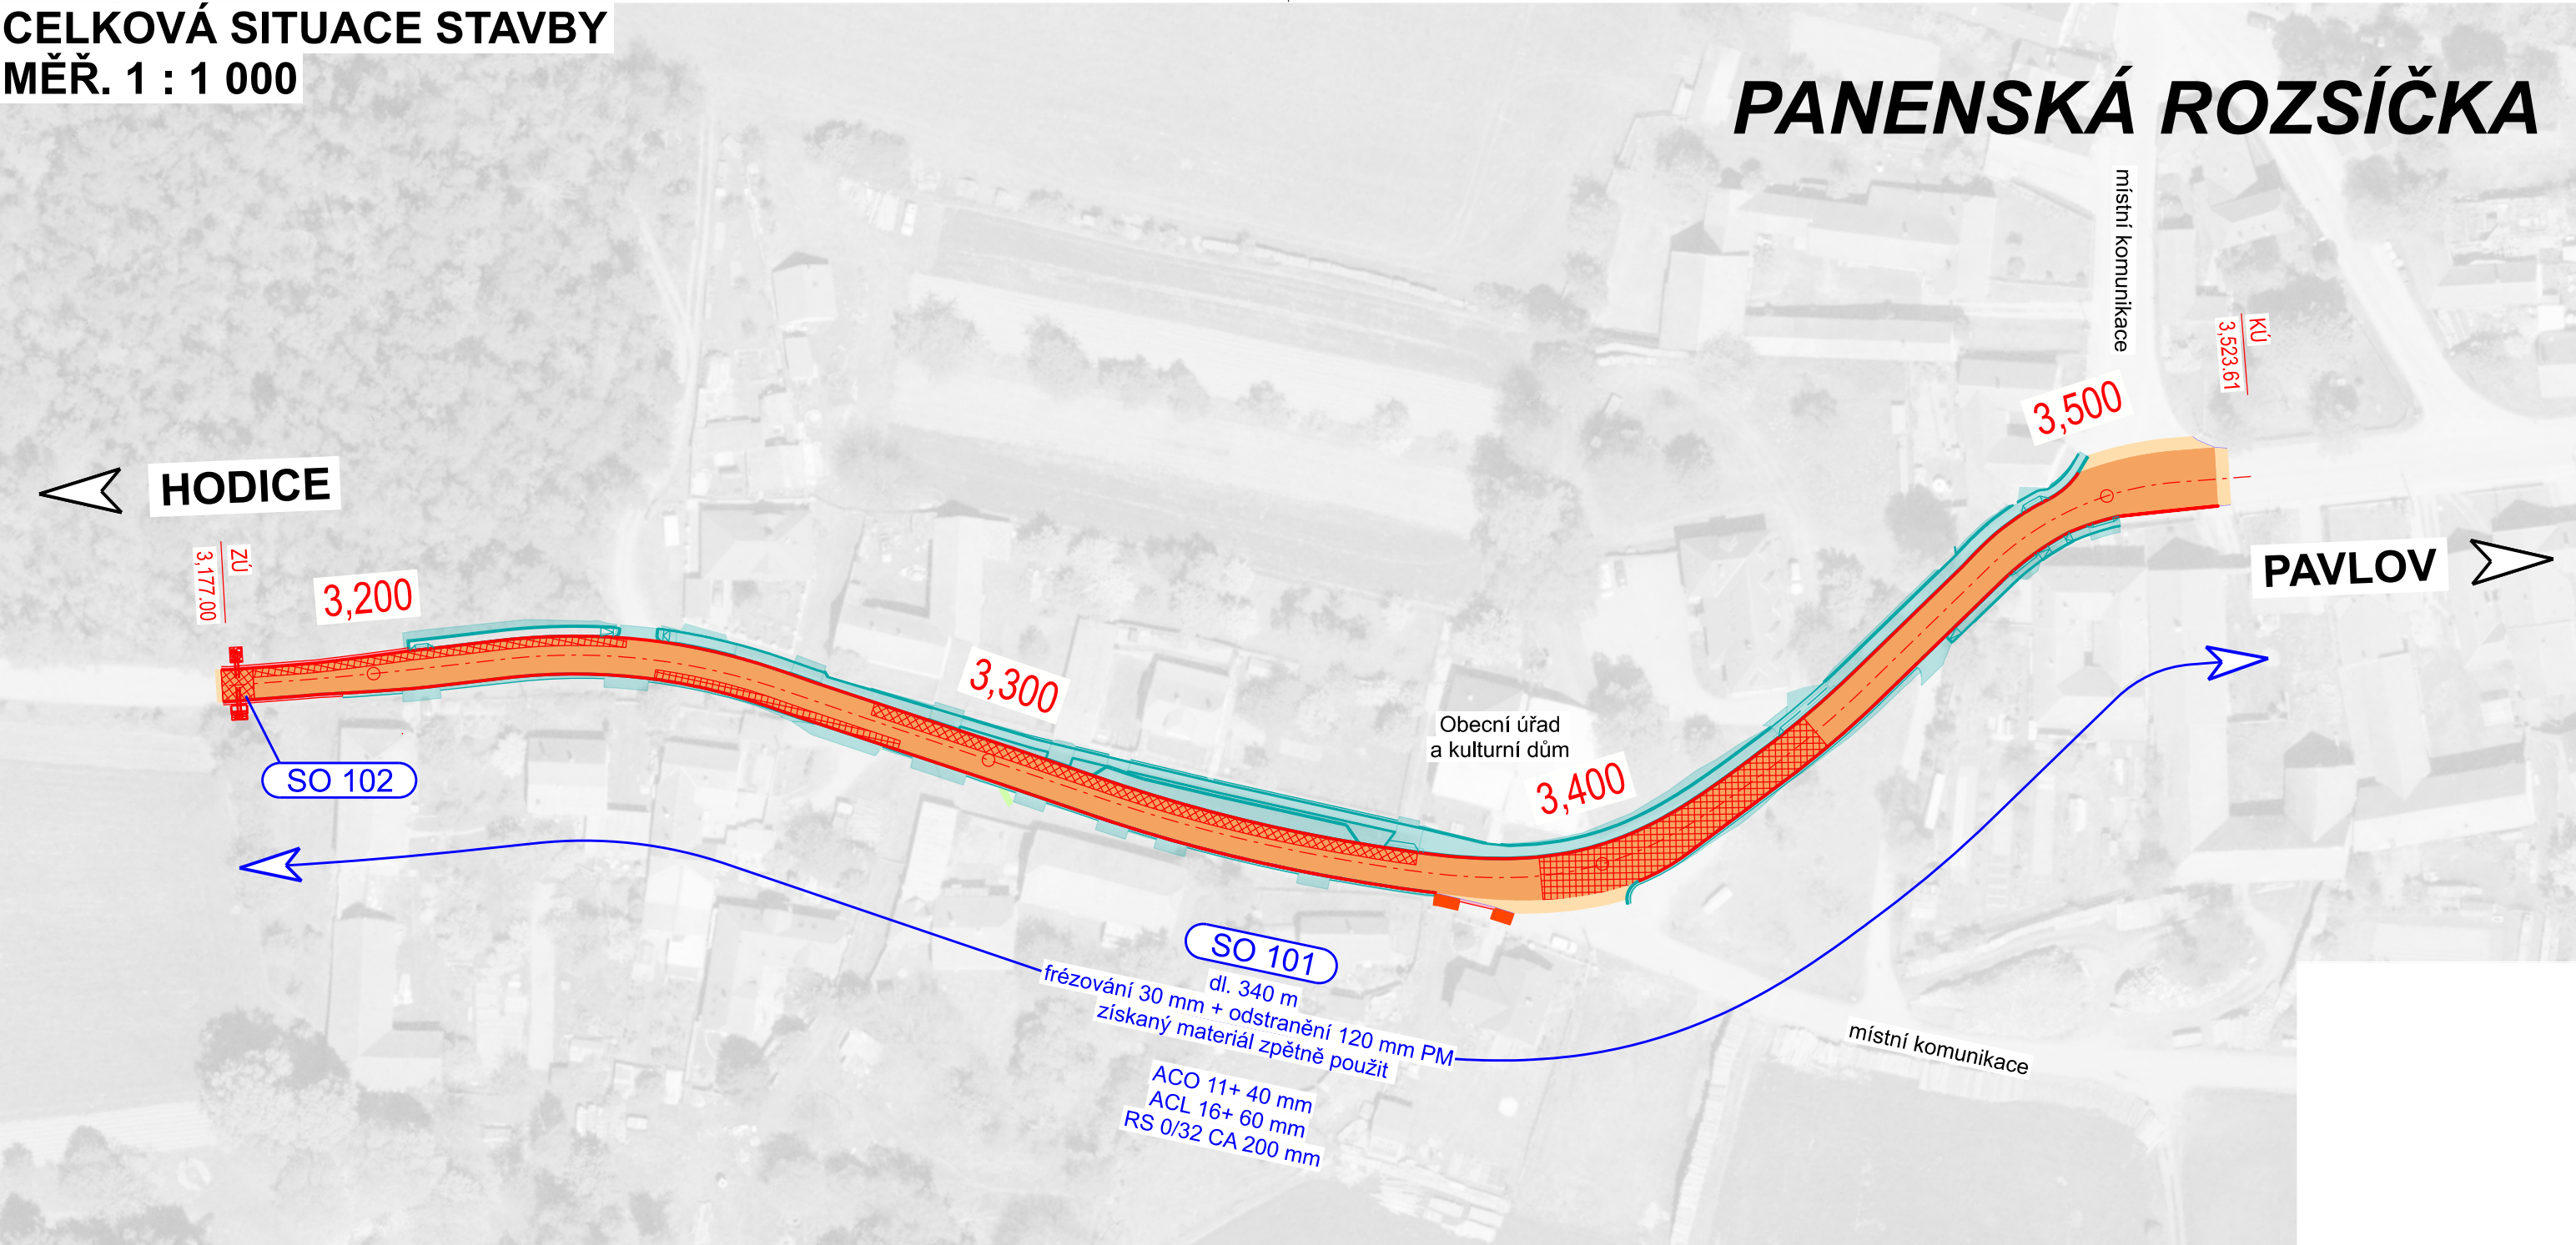 CELKOVÁ SITUACE STAVBY
MĚŘ. 1 : 1 000
PANENSKÁ ROZSÍČKA
místní komunikace
KÚ
3,523.61
3,500
HODICE
PAVLOV
ZÚ
3,177.00
3,200
3,300
Obecní úřad
a kulturní dům
3,400
SO 102
SO 101
dl. 340 m
frézování 30 mm + odstranění 120 mm PM
získaný materiál zpětně použit
ACO 11+ 40 mm
ACL 16+ 60 mm
RS 0/32 CA 200 mm
místní komunikace